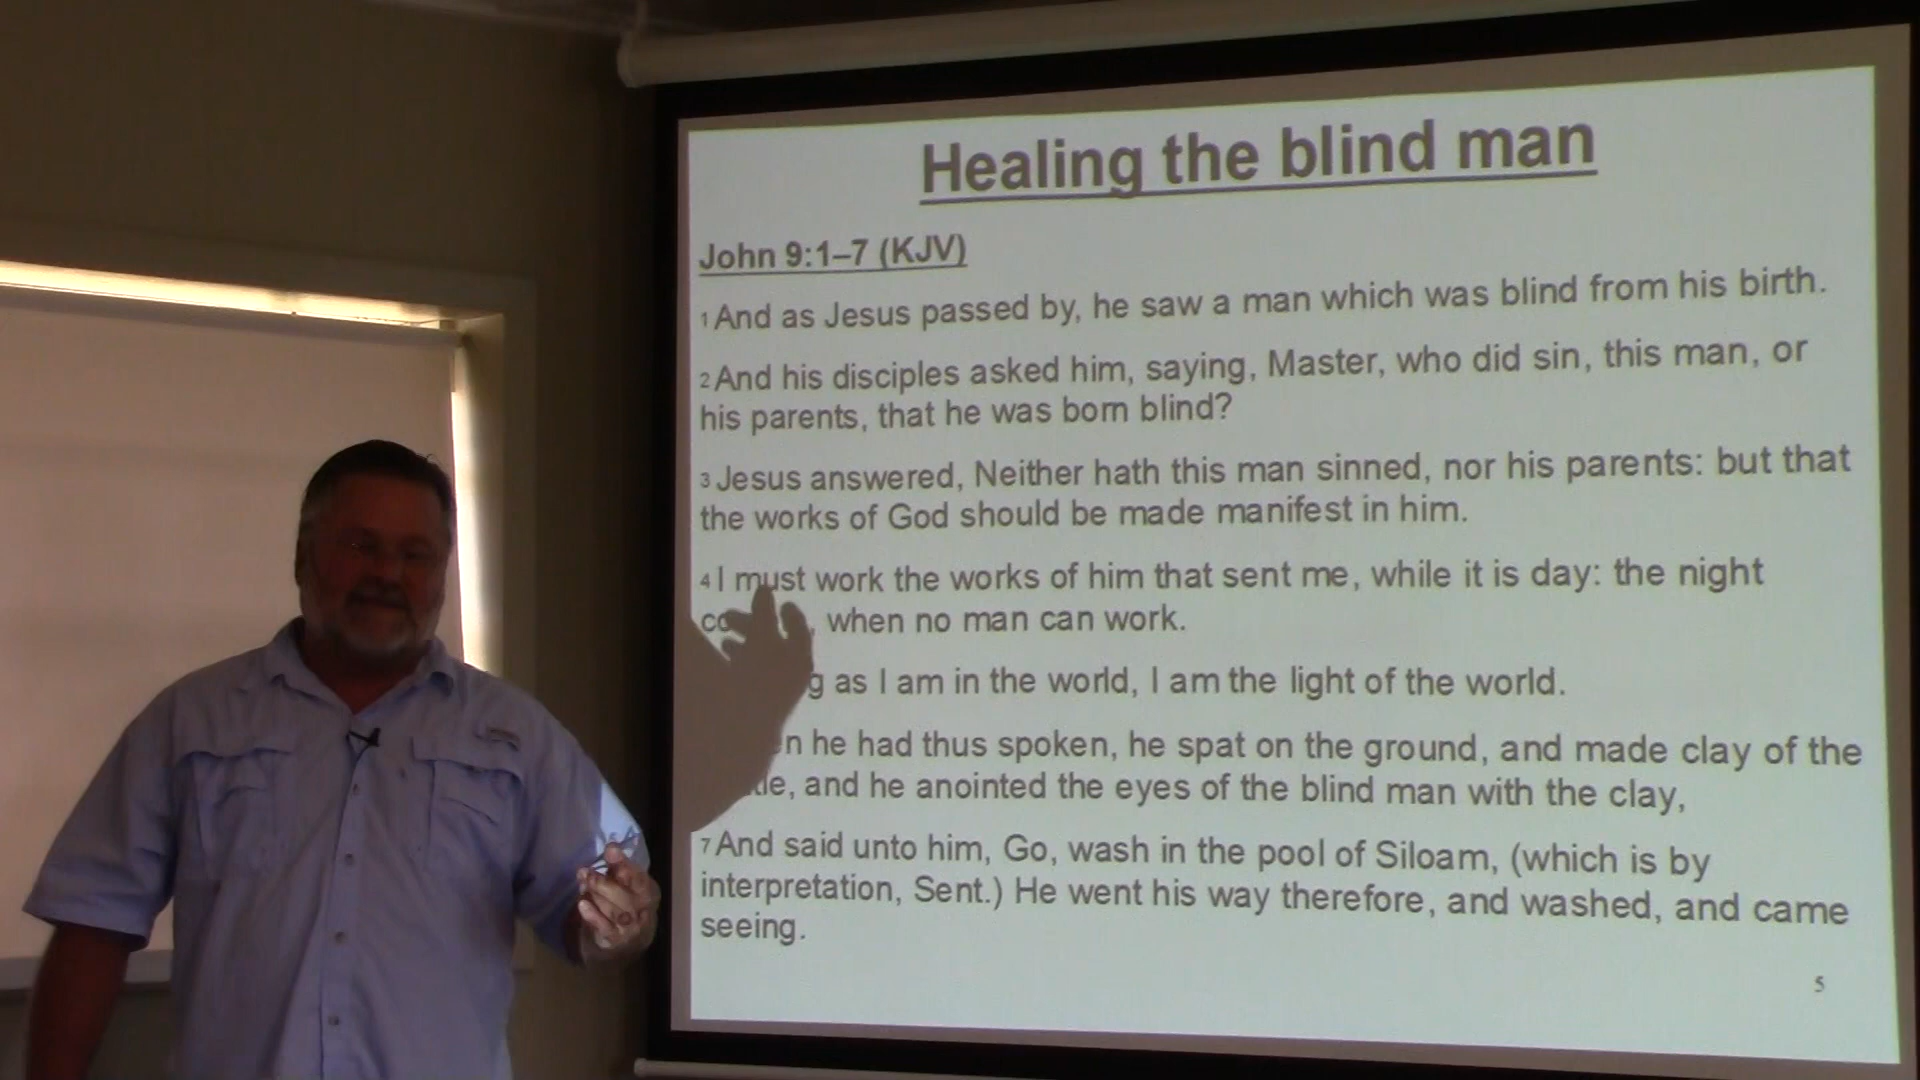 Healing the blind man
John 9:1–7 (KJV)
1 And as Jesus passed by, he saw a man which was blind from his birth.
2 And his disciples asked him, saying, Master, who did sin, this man, or
his parents, that he was born blind?
3 Jesus answered, Neither hath this man sinned, nor his parents: but that
the works of God should be made manifest in him.
4 I must work the works of him that sent me, while it is day: the night
when no man can work.
as I am in the world, I am the light of the world.
he had thus spoken, he spat on the ground, and made clay of the
and he anointed the eyes of the blind man with the clay,
7 And said unto him, Go, wash in the pool of Siloam, (which is by
interpretation, Sent.) He went his way therefore, and washed, and came
seeing.
5